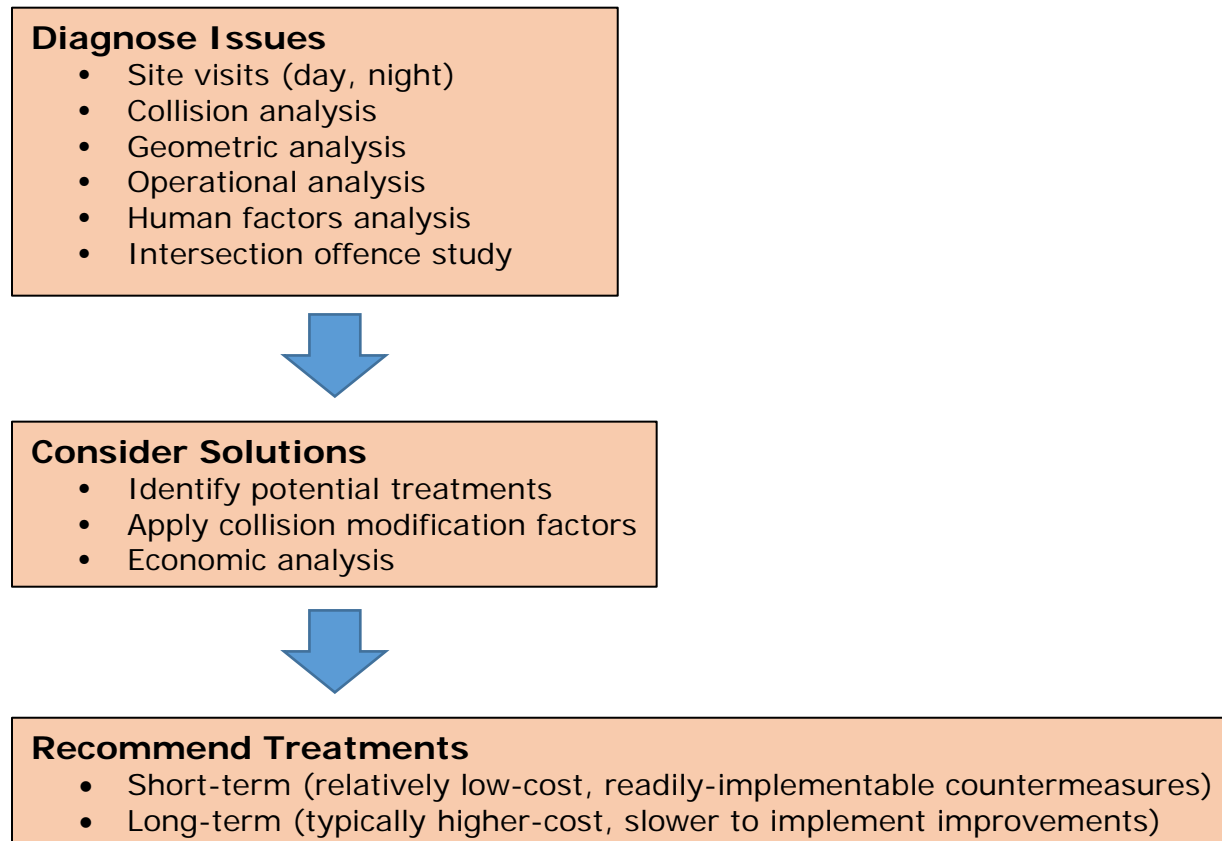 Diagnose Issues
• Site visits (day, night)
• Collision analysis
• Geometric analysis
• Operational analysis
• Human factors analysis
• Intersection offence study
Consider Solutions
• Identify potential treatments
• Apply collision modification factors
• Economic analysis
Recommend Treatments
• Short-term (relatively low-cost, readily-implementable countermeasures)
• Long-term (typically higher-cost, slower to implement improvements)